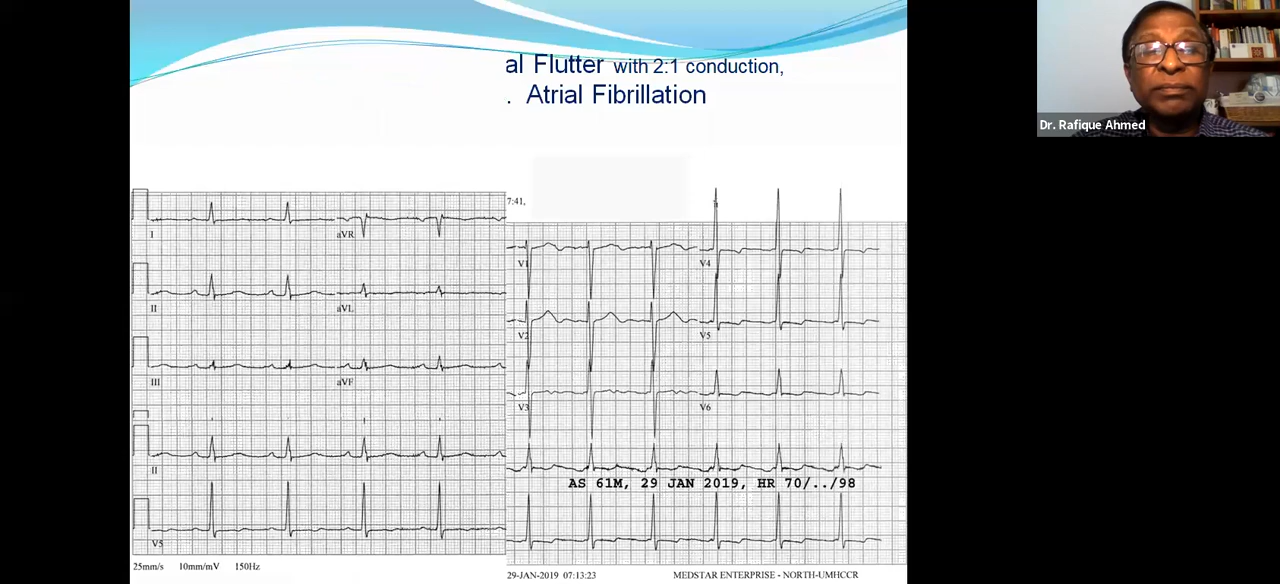 al Flutter with 2:1 conduction,
. Atrial Fibrillation
Dr. Rafique Ahmed
7:41,
I
aVR
V1
V4
II
aVL
V2
V5
III
aVF
V3
V6
II
AS 61M, 29 JAN 2019, HR 70/../98
V5
25mm/s 10mm/mV 150Hz
29-JAN-2019 07:13:23 MEDSTAR ENTERPRISE - NORTH-UMHCCR